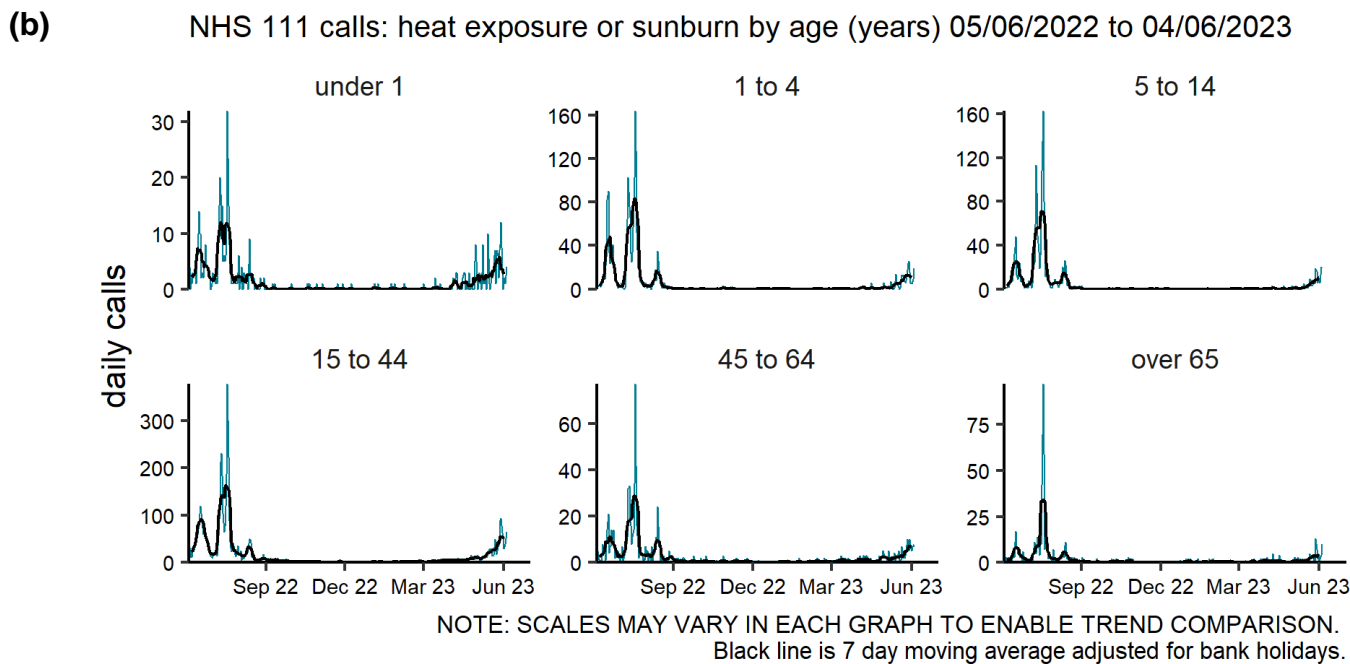 (b)
NHS 111 calls: heat exposure or sunburn by age (years) 05/06/2022 to 04/06/2023
daily calls
under 1
30
20
10
0
1 to 4
160
120
80
40
0
5 to 14
160
120
80
40
0
15 to 44
300
200
100
0
Sep 22 Dec 22 Mar 23 Jun 23
45 to 64
60
40
20
0
Sep 22 Dec 22 Mar 23 Jun 23
over 65
75
50
25
0
Sep 22 Dec 22 Mar 23 Jun 23
NOTE: SCALES MAY VARY IN EACH GRAPH TO ENABLE TREND COMPARISON.
Black line is 7 day moving average adjusted for bank holidays.